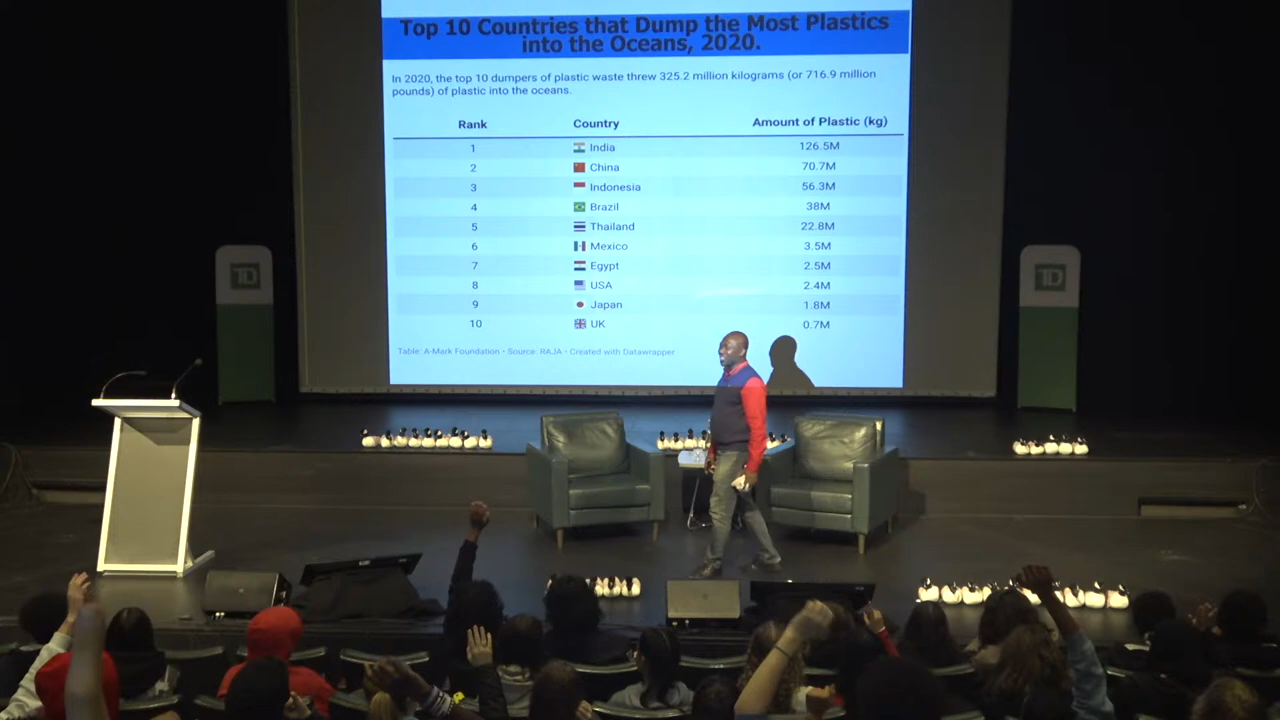 Top 10 Countries that Dump the Most Plastics
into the Oceans, 2020.
In 2020, the top 10 dumpers of plastic waste threw 325.2 million kilograms (or 716.9 million
pounds) of plastic into the oceans.
Rank Country Amount of Plastic (kg)
1 India 126.5M
2 China 70.7M
3 Indonesia 56.3M
4 Brazil 38M
5 Thailand 22.8M
6 Mexico 3.5M
7 Egypt 2.5M
8 USA 2.4M
9 Japan 1.8M
10 UK 0.7M
Table: A-Mark Foundation • Source: RAJA • Created with Datawrapper
TD
TD